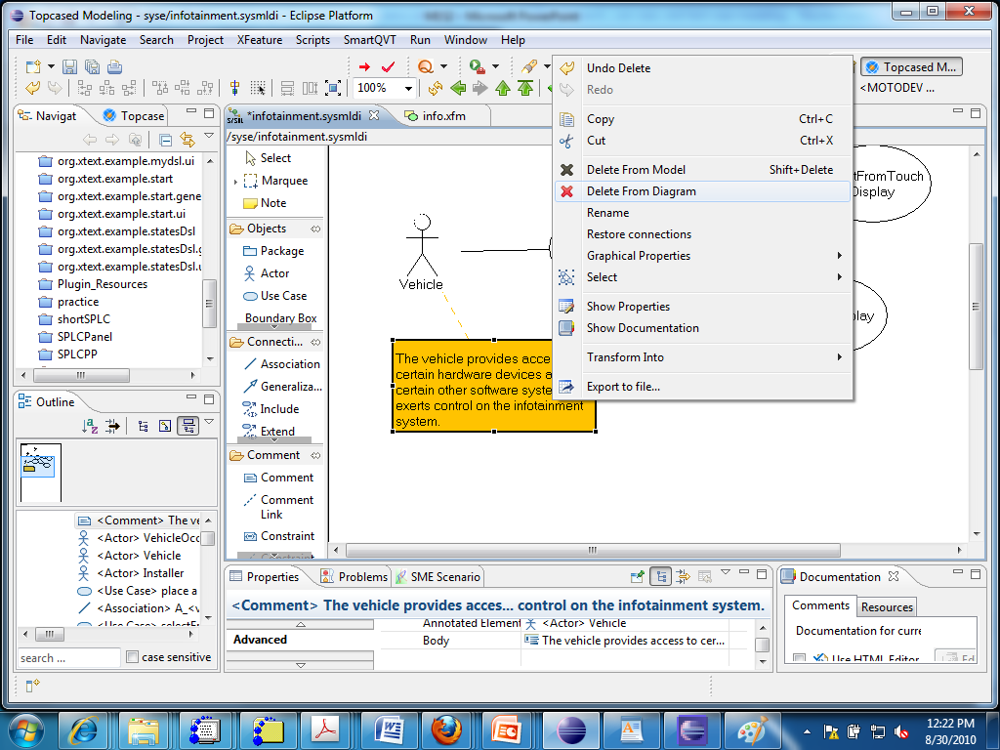 Topcased Modeling - syse/infotainment.sysmldi - Eclipse Platform
File Edit Navigate Search Project XFeature Scripts SmartQVT Run Window Help
100%
Topcased M...
<MOTODEV ...
Navigat
Topcase
org.xtext.example.mydsl.ui
org.xtext.example.start
org.xtext.example.start.gene
org.xtext.example.start.ui
org.xtext.example.statesDsl
org.xtext.example.statesDsl.
org.xtext.example.statesDsl.
Plugin_Resources
practice
shortSPLC
SPLCPanel
SPLCPP
Outline
<Comment> The ve
<Actor> VehicleOcc
<Actor> Vehicle
<Actor> Installer
<Use Case> place a
<Association> A_<v
<Use Case> selectF
search ...
case sensitive
*infotainment.sysmldi
info.xfm
/syse/infotainment.sysmldi
Select
Marquee
Note
Objects
Package
Actor
Use Case
Boundary Box
Connecti...
Association
Generaliza...
Include
Extend
Comment
Comment
Comment
Link
Constraint
Constraint
Vehicle
The vehicle provides acce
certain hardware devices a
certain other software syste
exerts control on the infotainment
system.
tFromTouch
Display
lay
Undo Delete
Redo
Copy Ctrl+C
Cut Ctrl+X
Delete From Model Shift+Delete
Delete From Diagram
Rename
Restore connections
Graphical Properties
Select
Show Properties
Show Documentation
Transform Into
Export to file...
Properties
Problems
SME Scenario
<Comment> The vehicle provides acces... control on the infotainment system.
Advanced
Annotated Element <Actor> Vehicle
Body The vehicle provides access to cer...
Documentation
Comments Resources
Documentation for curre
Use HTML Editor Ed
12:22 PM
8/30/2010